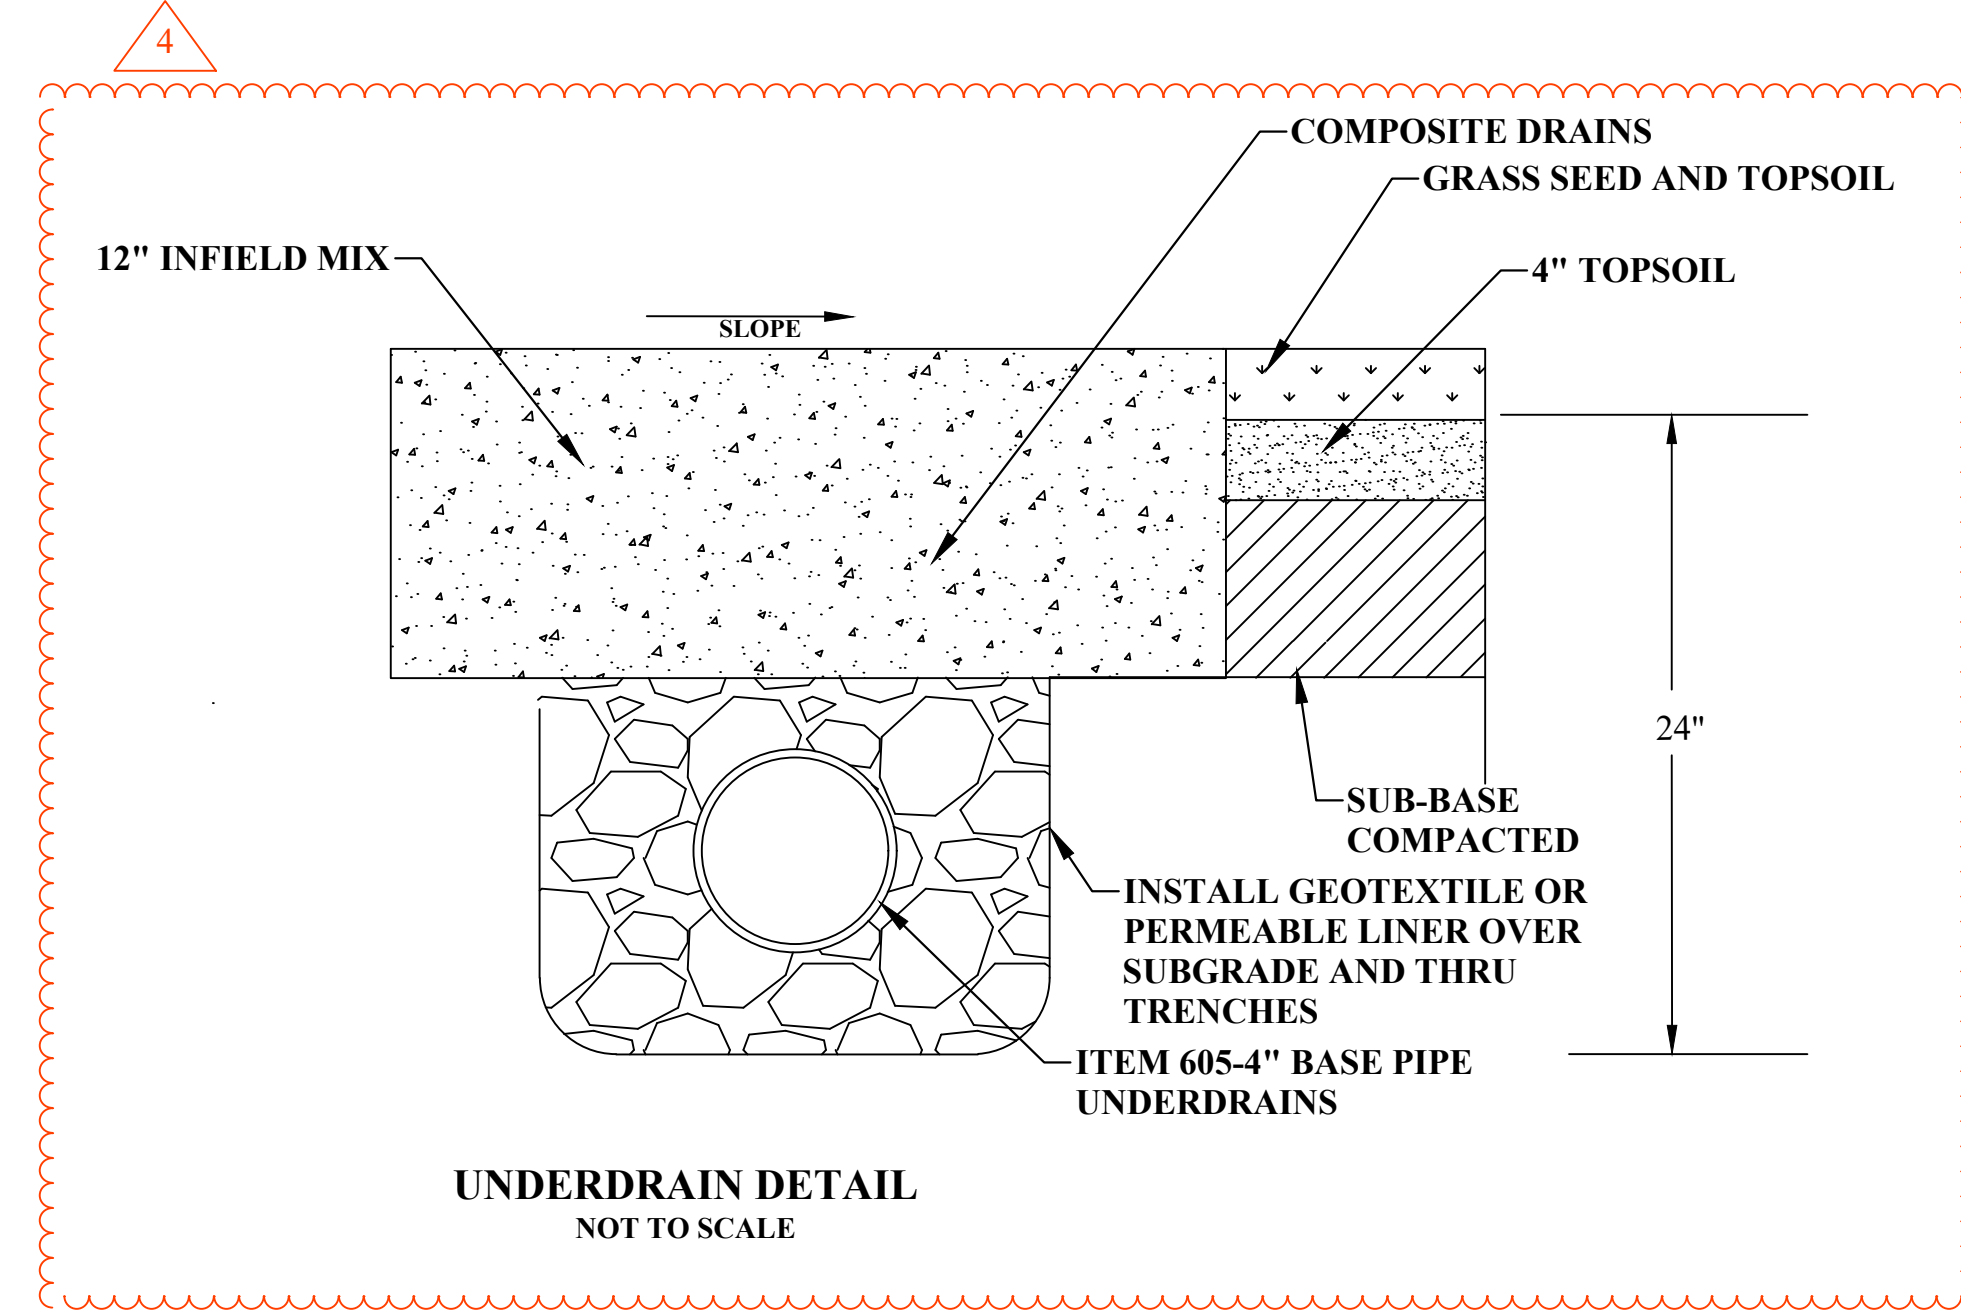 4
COMPOSITE DRAINS
GRASS SEED AND TOPSOIL
12" INFIELD MIX
4" TOPSOIL
SLOPE
24"
SUB-BASE
COMPACTED
INSTALL GEOTEXTILE OR
PERMEABLE LINER OVER
SUBGRADE AND THRU
TRENCHES
ITEM 605-4" BASE PIPE
UNDERDRAINS
UNDERDRAIN DETAIL
NOT TO SCALE